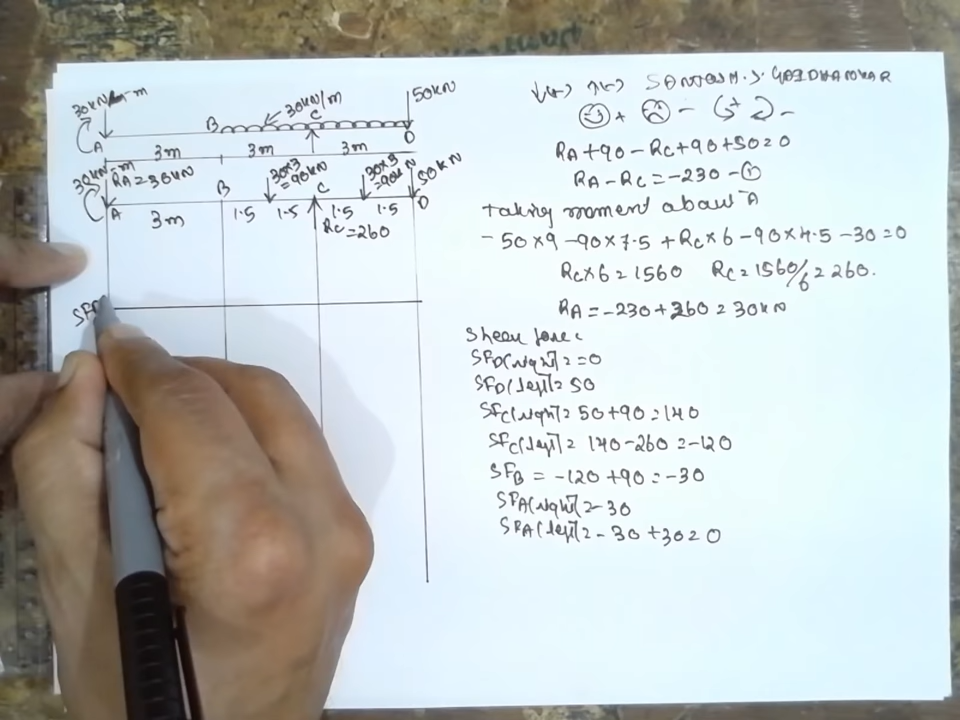 ↓(+) ↑(-) SANTOSH.S. GAIDHANKAR
+ - + -
30kN-m 30kN/m 50kN
A B C D
3m 3m 3m
30kN-m RA=30KN B 30*3 =90kN C 30*3 =90kN 50kN
A 3m 1.5 1.5 1.5 1.5 D
RC=260
SFD
RA+90-RC+90+50=0
RA-RC=-230-①
Taking moment about A
-50×9-90×7.5+RC×6-90×4.5-30=0
RC×6=1560 RC=1560/6=260.
RA=-230+260=30kN
Shear force
SFD(right)==0
SFD(left)=50
SFC(right)=50+90=140
SFC(left)=140-260=-120
SFB=-120+90=-30
SFA(right)=-30
SFA(left)=-30+30=0